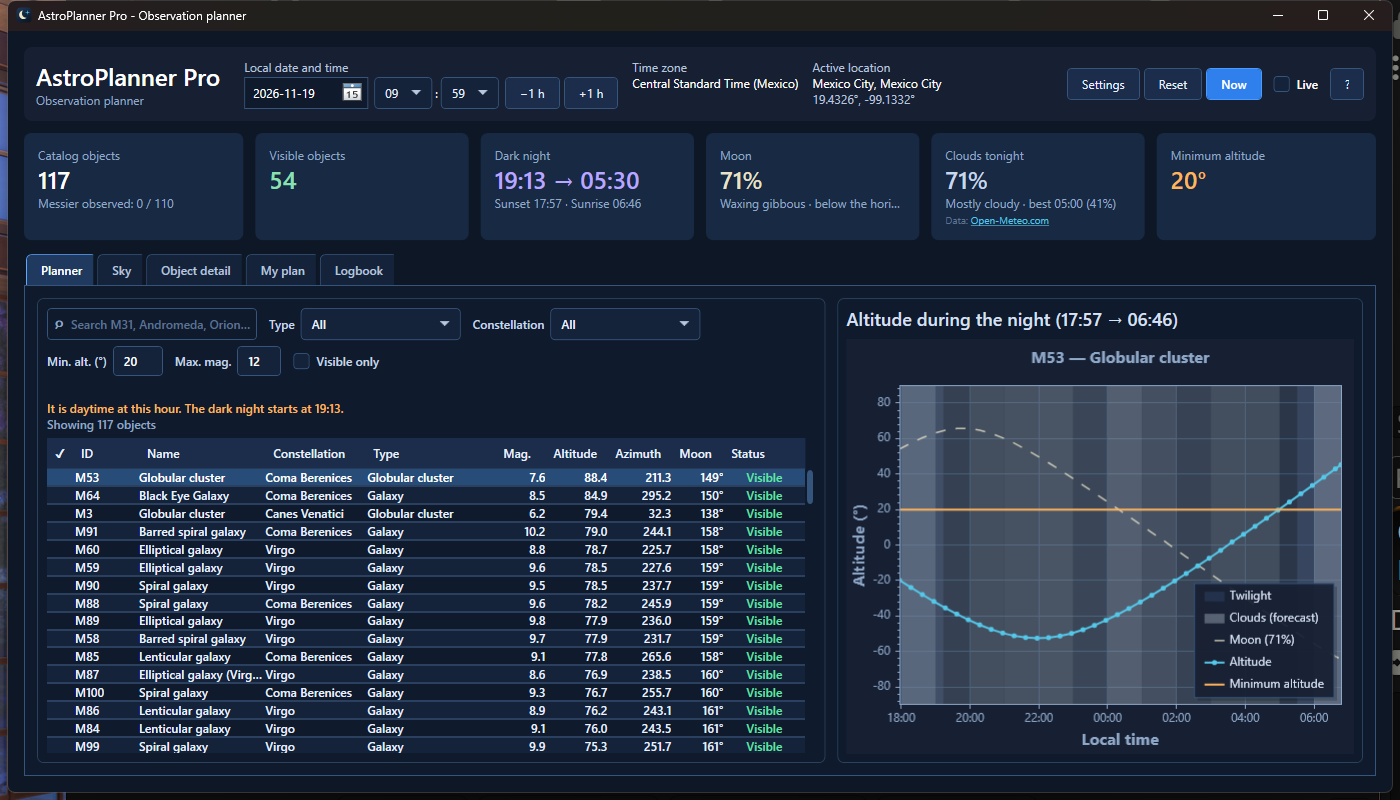 AstroPlanner Pro - Observation planner
AstroPlanner Pro
Observation planner
Local date and time
2026-11-19 15 09 : 59 −1 h +1 h
Time zone
Central Standard Time (Mexico)
Active location
Mexico City, Mexico City
19.4326°, -99.1332°
Settings Reset Now Live ?
Catalog objects
117
Messier observed: 0 / 110
Visible objects
54
Dark night
19:13 → 05:30
Sunset 17:57 · Sunrise 06:46
Moon
71%
Waxing gibbous · below the hori...
Clouds tonight
71%
Mostly cloudy · best 05:00 (41%)
Data: Open-Meteo.com
Minimum altitude
20°
Planner Sky Object detail My plan Logbook
Search M31, Andromeda, Orion... Type All Constellation All
Min. alt. (°) 20 Max. mag. 12 Visible only
It is daytime at this hour. The dark night starts at 19:13.
Showing 117 objects
✓ ID Name Constellation Type Mag. Altitude Azimuth Moon Status
M53 Globular cluster Coma Berenices Globular cluster 7.6 88.4 211.3 149° Visible
M64 Black Eye Galaxy Coma Berenices Galaxy 8.5 84.9 295.2 150° Visible
M3 Globular cluster Canes Venatici Globular cluster 6.2 79.4 32.3 138° Visible
M91 Barred spiral galaxy Coma Berenices Galaxy 10.2 79.0 244.1 158° Visible
M60 Elliptical galaxy Virgo Galaxy 8.8 78.7 225.7 158° Visible
M59 Elliptical galaxy Virgo Galaxy 9.6 78.5 227.6 159° Visible
M90 Spiral galaxy Virgo Galaxy 9.5 78.5 237.7 159° Visible
M88 Spiral galaxy Coma Berenices Galaxy 9.6 78.2 245.9 159° Visible
M89 Elliptical galaxy Virgo Galaxy 9.8 77.9 236.0 159° Visible
M58 Barred spiral galaxy Virgo Galaxy 9.7 77.9 231.7 159° Visible
M85 Lenticular galaxy Coma Berenices Galaxy 9.1 77.8 265.6 158° Visible
M87 Elliptical galaxy (Virg... Virgo Galaxy 8.6 76.9 238.5 160° Visible
M100 Spiral galaxy Coma Berenices Galaxy 9.3 76.7 255.7 160° Visible
M86 Lenticular galaxy Virgo Galaxy 8.9 76.2 243.1 161° Visible
M84 Lenticular galaxy Virgo Galaxy 9.1 76.0 243.5 161° Visible
M99 Spiral galaxy Virgo Galaxy 9.9 75.3 251.7 161° Visible
Altitude during the night (17:57 → 06:46)
M53 — Globular cluster
Altitude (°)
80
60
40
20
0
-20
-40
-60
-80
Twilight
Clouds (forecast)
Moon (71%)
Altitude
Minimum altitude
18:00 20:00 22:00 00:00 02:00 04:00 06:00
Local time